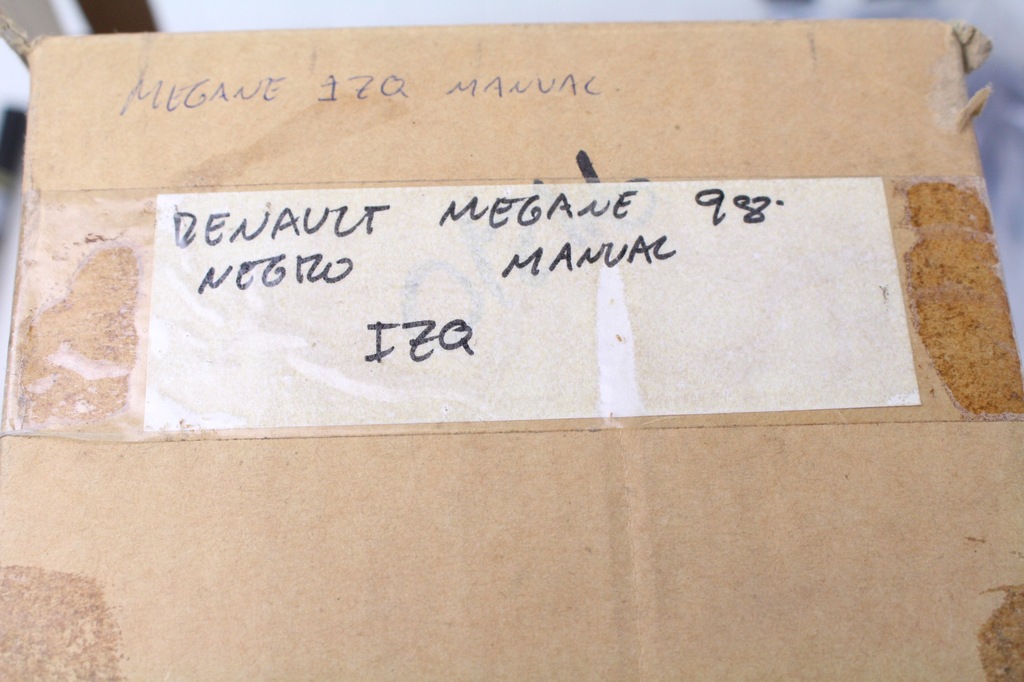 MEGANE IZQ MANUAL
RENAULT MEGANE 98.
NEGRO MANUAL
IZQ